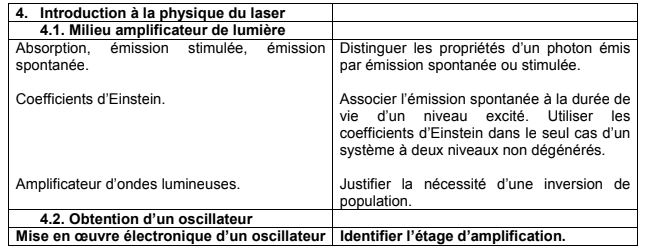 4. Introduction à la physique du laser
4.1. Milieu amplificateur de lumière
Absorption, émission stimulée, émission
spontanée.
Distinguer les propriétés d'un photon émis
par émission spontanée ou stimulée.
Coefficients d'Einstein.
Associer l'émission spontanée à la durée de
vie d'un niveau excité. Utiliser les
coefficients d'Einstein dans le seul cas d'un
système à deux niveaux non dégénérés.
Amplificateur d'ondes lumineuses.
Justifier la nécessité d'une inversion de
population.
4.2. Obtention d'un oscillateur
Mise en œuvre électronique d'un oscillateur
Identifier l'étage d'amplification.